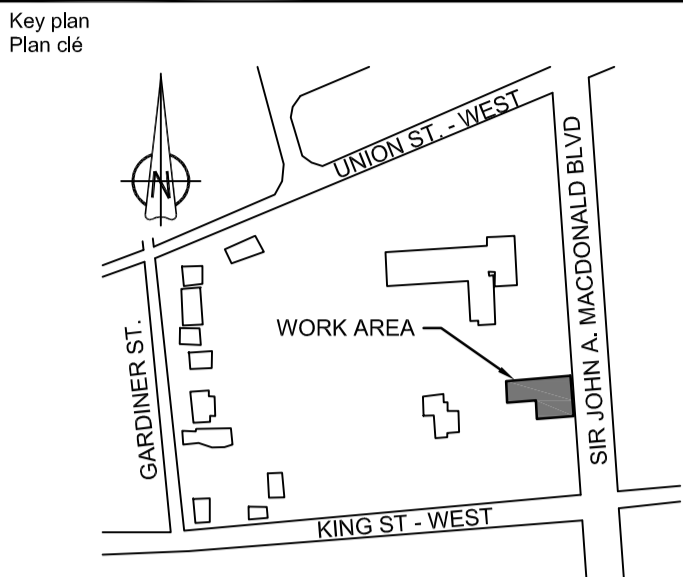 Key plan
Plan clé
N
UNION ST. - WEST
SIR JOHN A. MACDONALD BLVD
WORK AREA
GARDINER ST.
KING ST - WEST